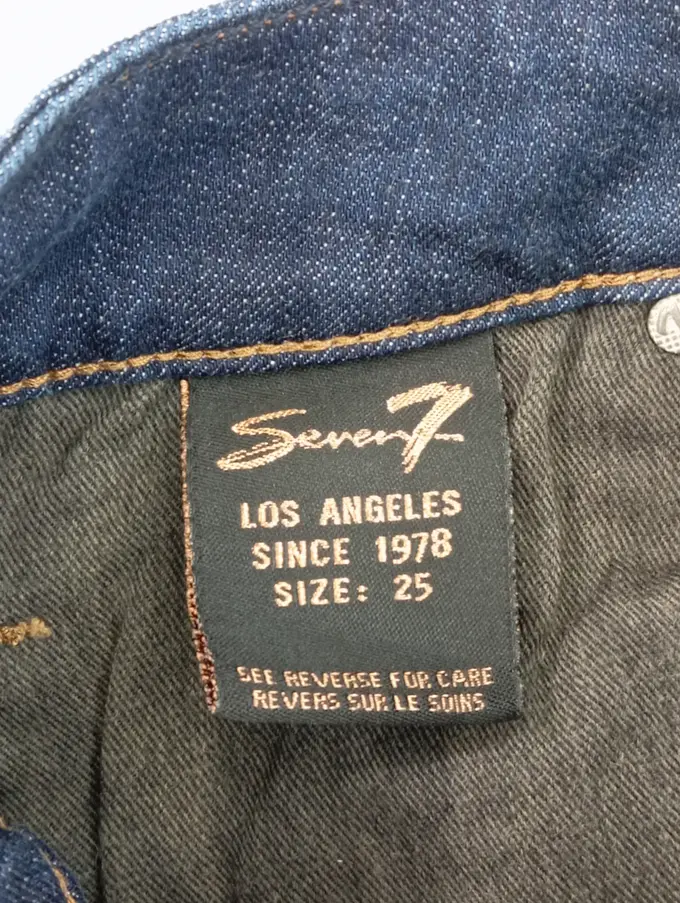 Seven7
LOS ANGELES
SINCE 1978
SIZE: 25
SEE REVERSE FOR CARE
REVERS SUR LE SOINS